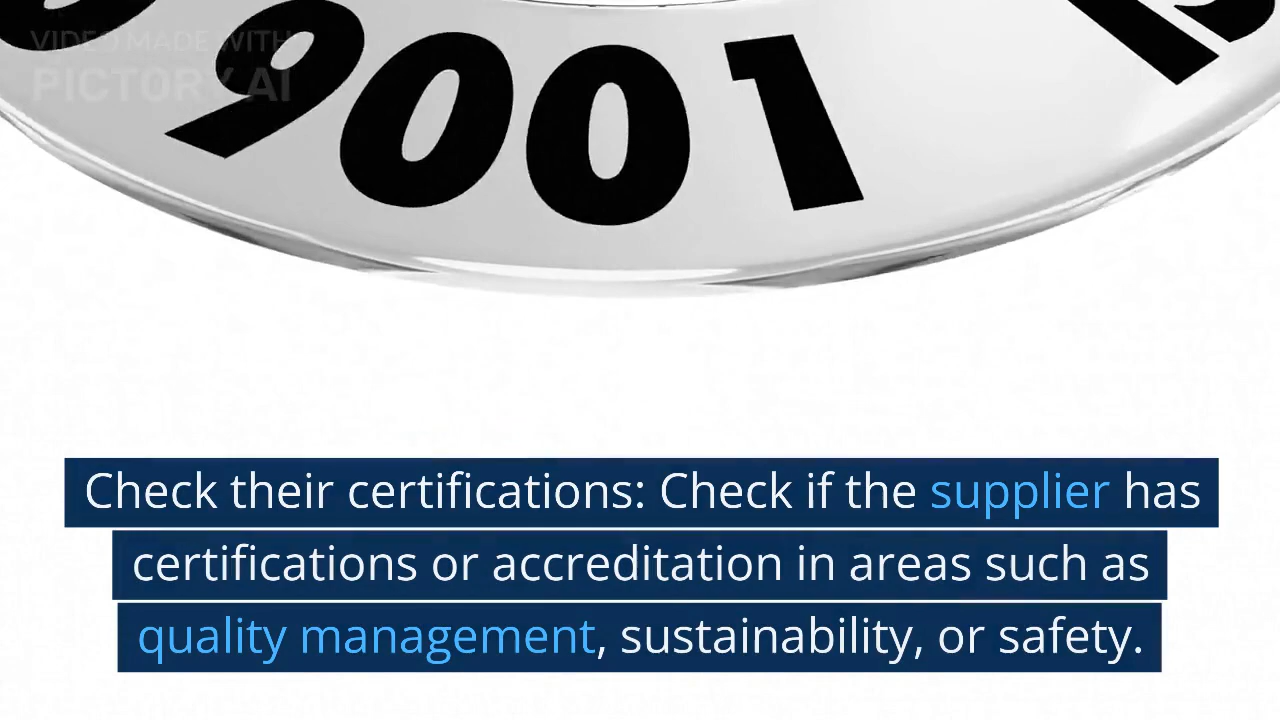 VIDEO MADE WITH
PICTORY.AI
9001
Check their certifications: Check if the supplier has
certifications or accreditation in areas such as
quality management, sustainability, or safety.